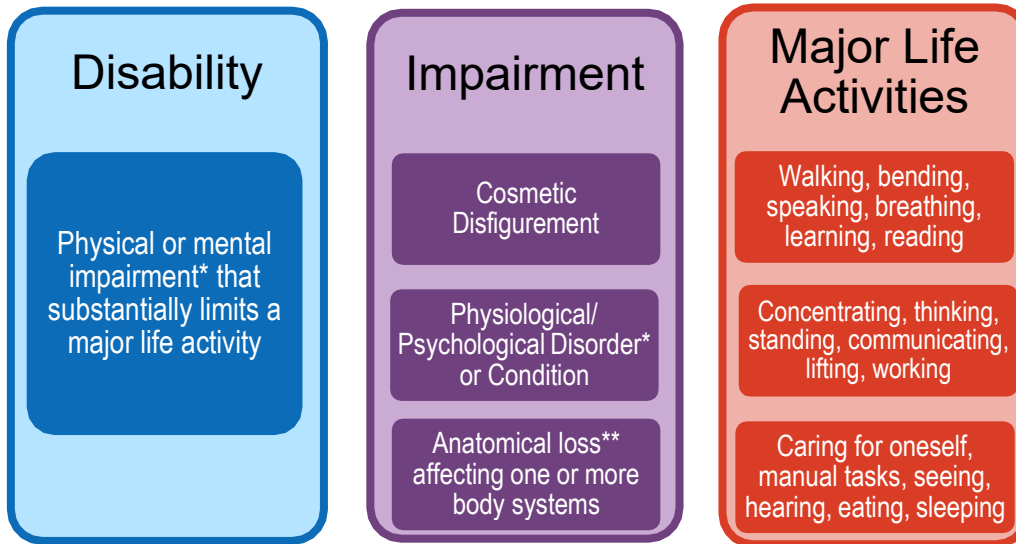 Disability
Physical or mental
impairment* that
substantially limits a
major life activity
Impairment
Cosmetic
Disfigurement
Physiological/
Psychological Disorder*
or Condition
Anatomical loss**
affecting one or more
body systems
Major Life
Activities
Walking, bending,
speaking, breathing,
learning, reading
Concentrating, thinking,
standing, communicating,
lifting, working
Caring for oneself,
manual tasks, seeing,
hearing, eating, sleeping